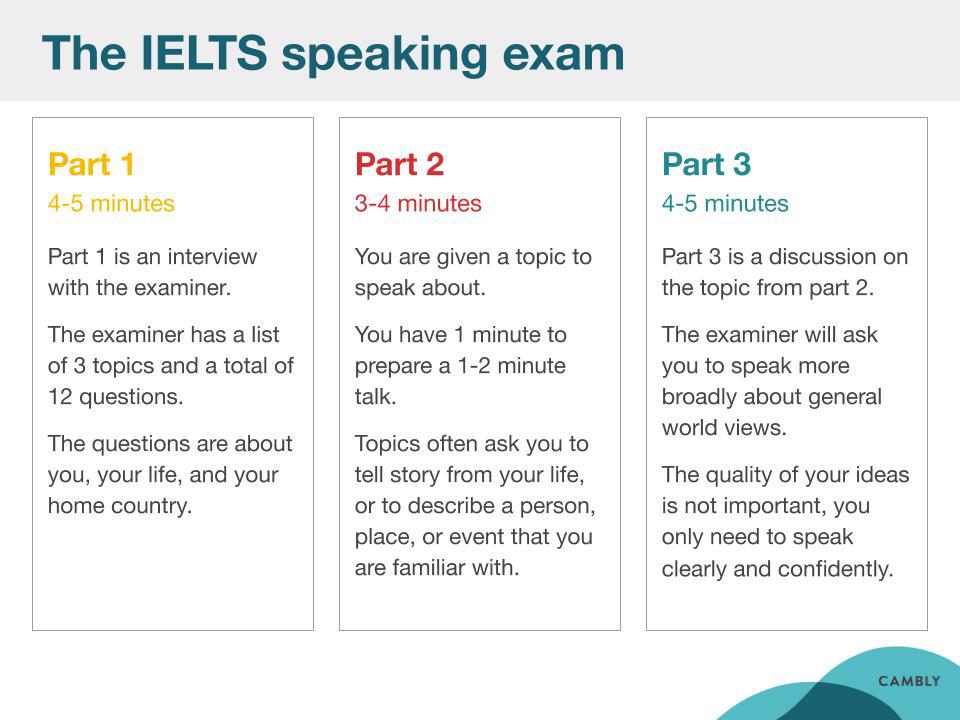 The IELTS speaking exam
Part 1
4-5 minutes
Part 1 is an interview
with the examiner.
The examiner has a list
of 3 topics and a total of
12 questions.
The questions are about
you, your life, and your
home country.
Part 2
3-4 minutes
You are given a topic to
speak about.
You have 1 minute to
prepare a 1-2 minute
talk.
Topics often ask you to
tell story from your life,
or to describe a person,
place, or event that you
are familiar with.
Part 3
4-5 minutes
Part 3 is a discussion on
the topic from part 2.
The examiner will ask
you to speak more
broadly about general
world views.
The quality of your ideas
is not important, you
only need to speak
clearly and confidently.
CAMBLY